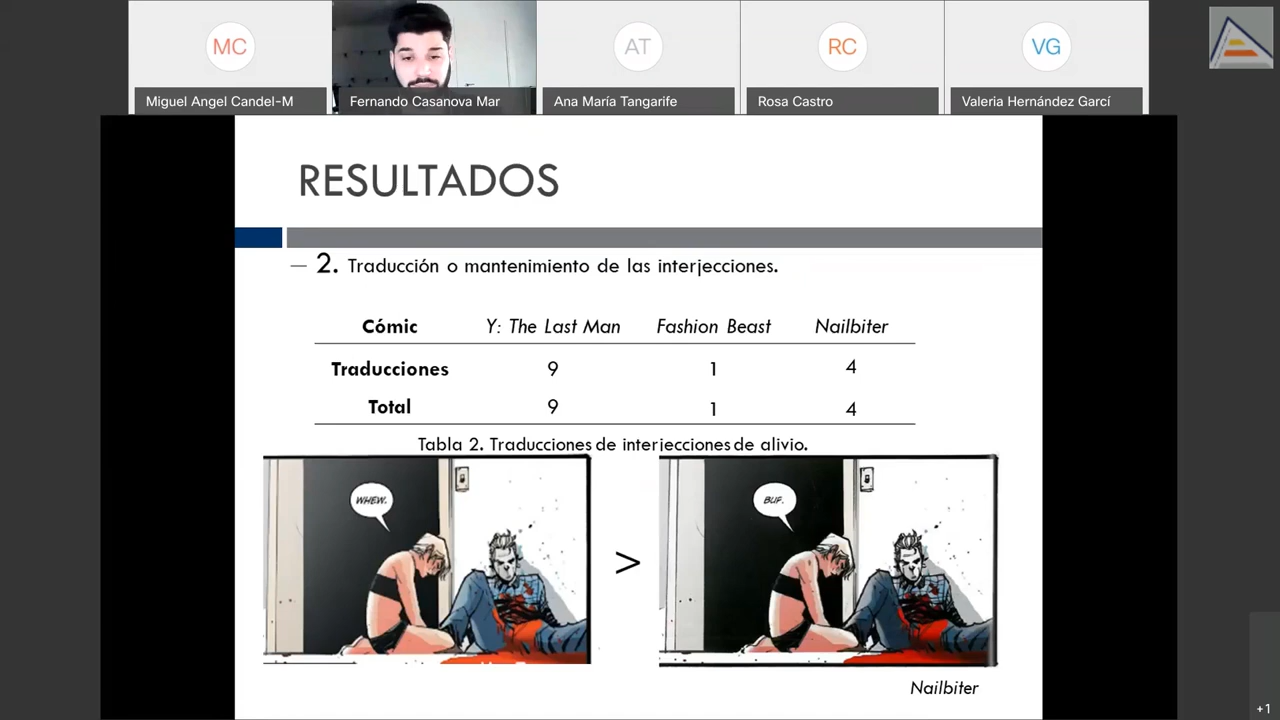 MC
AT
RC
VG
Miguel Angel Candel-M
Fernando Casanova Mar
Ana María Tangarife
Rosa Castro
Valeria Hernández Garcí
RESULTADOS
— 2. Traducción o mantenimiento de las interjecciones.
Cómic Y: The Last Man Fashion Beast Nailbiter
Traducciones 9 1 4
Total 9 1 4
Tabla 2. Traducciones de interjecciones de alivio.
WHEW.
>
BUF.
Nailbiter
+1